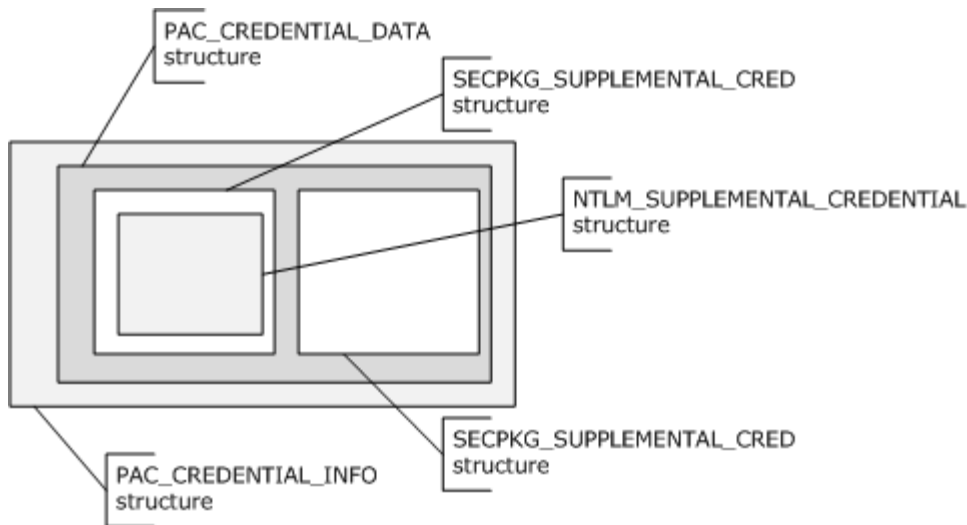 PAC_CREDENTIAL_DATA
structure
SECPKG_SUPPLEMENTAL_CRED
structure
NTLM_SUPPLEMENTAL_CREDENTIAL
structure
SECPKG_SUPPLEMENTAL_CRED
structure
PAC_CREDENTIAL_INFO
structure